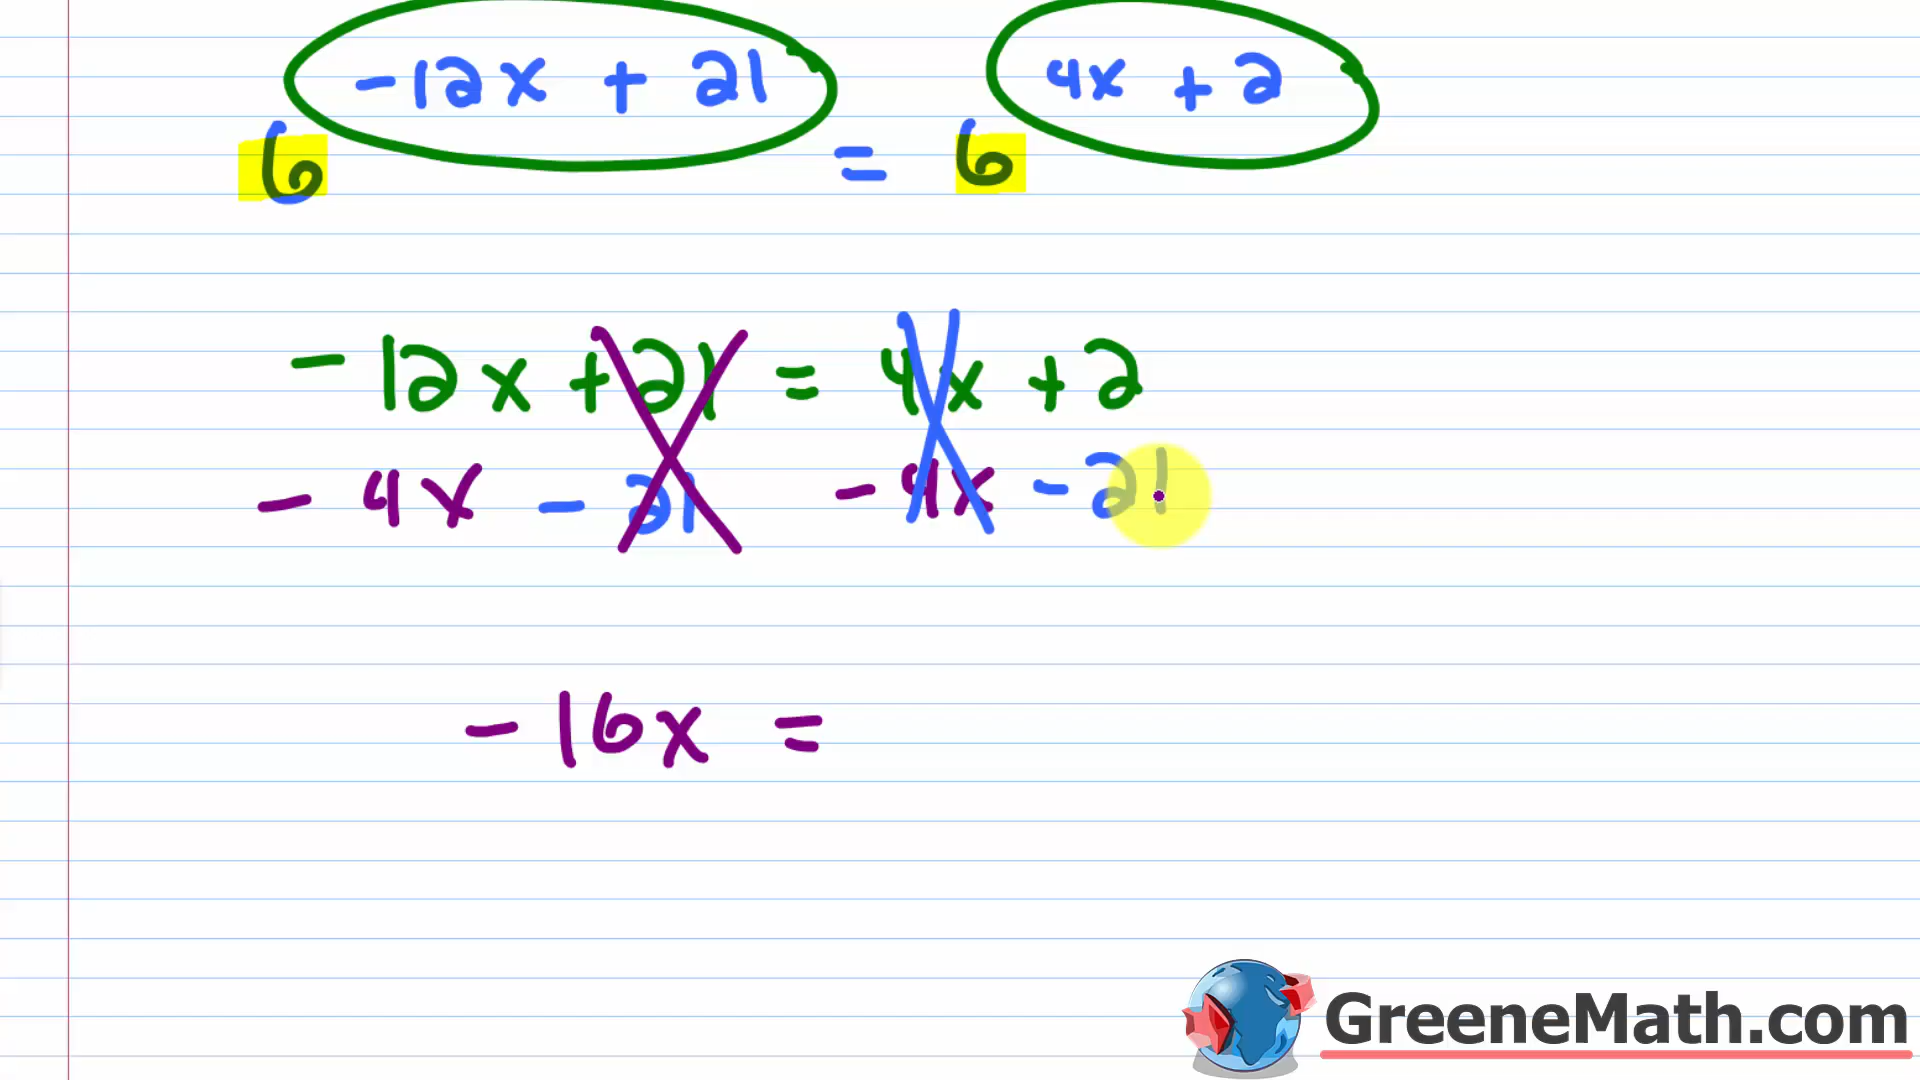 -12x + 21 4x + 2
6 = 6
-12x + 21 = 4x + 2
-4x - 21 -4x - 21
-16x =
GreeneMath.com